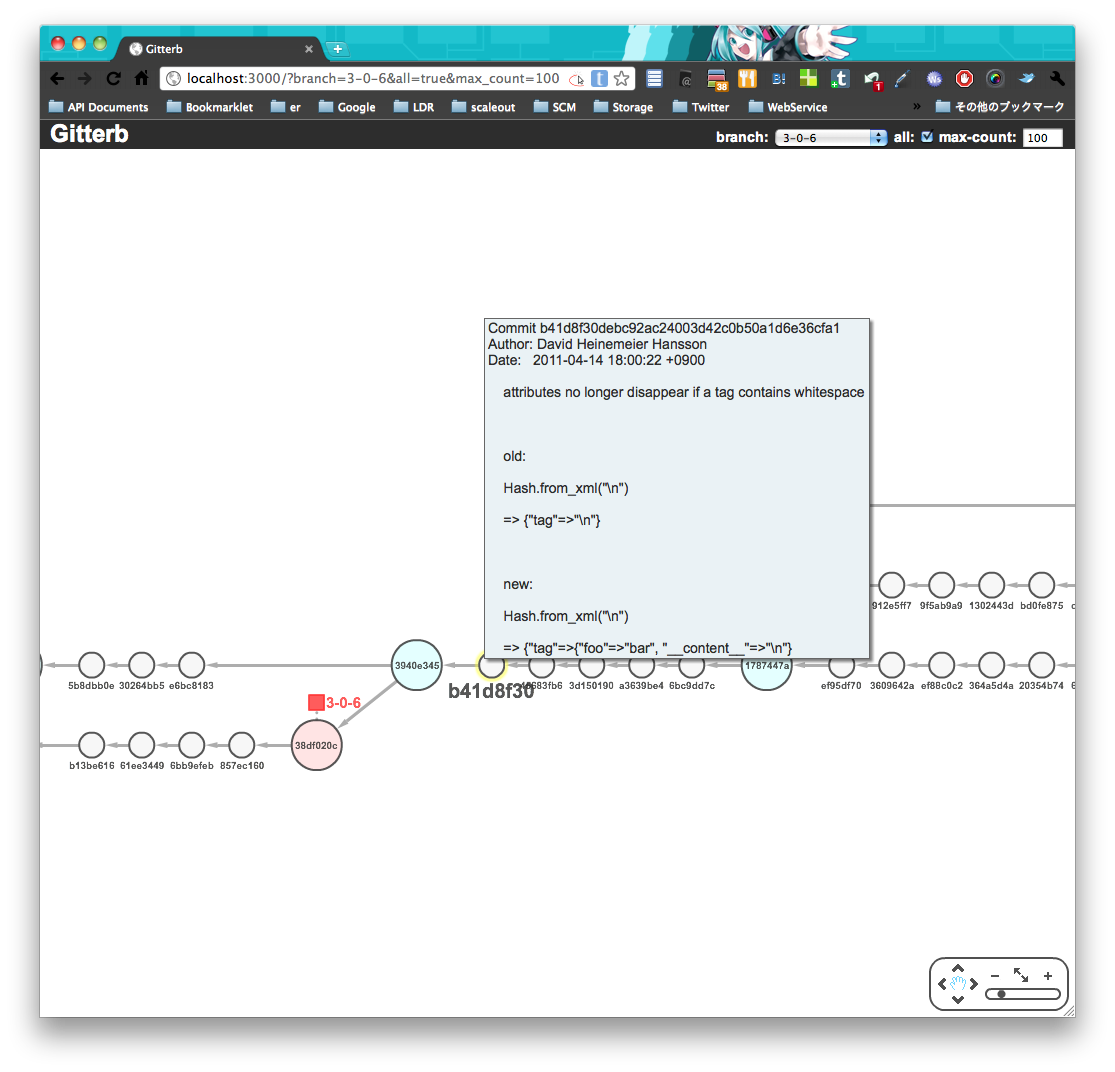 Gitterb
localhost:3000/?branch=3-0-6&all=true&max_count=100
38
B!
t
1
API Documents
Bookmarklet
er
Google
LDR
scaleout
SCM
Storage
Twitter
WebService
»
その他のブックマーク
Gitterb
branch: 3-0-6 all: max-count: 100
Commit b41d8f30debc92ac24003d42c0b50a1d6e36cfa1
Author: David Heinemeier Hansson
Date: 2011-04-14 18:00:22 +0900
attributes no longer disappear if a tag contains whitespace
old:
Hash.from_xml("\n")
=> {"tag"=>"\n"}
new:
Hash.from_xml("\n")
=> {"tag"=>{"foo"=>"bar", "__content__"=>"\n"}
912e5ff7 9f5ab9a9 1302443d bd0fe875
3940e345 1787447a
5b8dbb0e 30264bb5 e6bc8183 b41d8f30 3d150190 a3639be4 6bc9dd7c ef95df70 3609642a ef88c0c2 364a5d4a 20354b74
3-0-6
38df020c
b13be616 61ee3449 6bb9efeb 857ec160